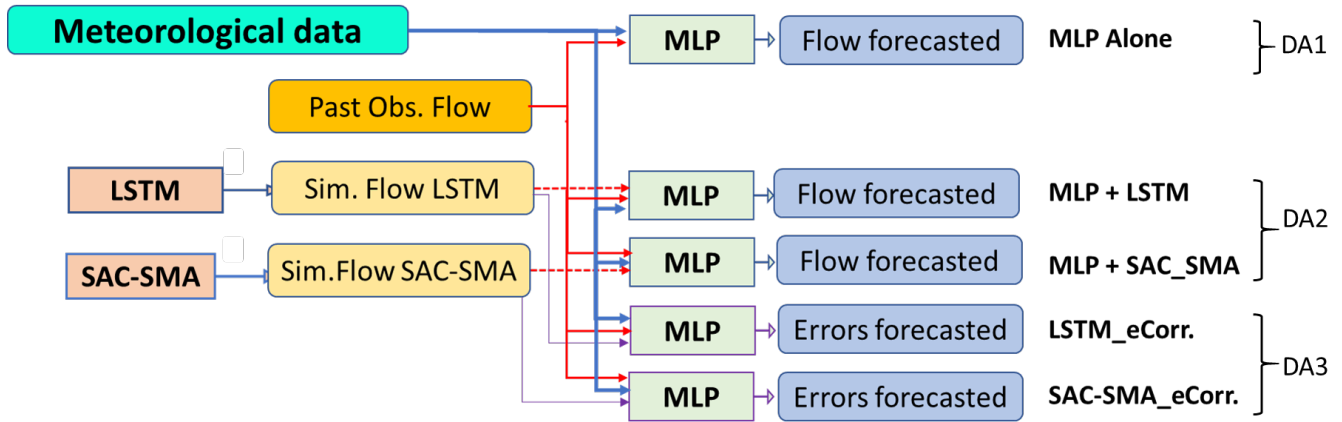 Meteorological data
MLP
Flow forecasted
MLP Alone
DA1
Past Obs. Flow
LSTM
Sim. Flow LSTM
MLP
Flow forecasted
MLP + LSTM
DA2
SAC-SMA
Sim.Flow SAC-SMA
MLP
Flow forecasted
MLP + SAC_SMA
MLP
Errors forecasted
LSTM_eCorr.
DA3
MLP
Errors forecasted
SAC-SMA_eCorr.